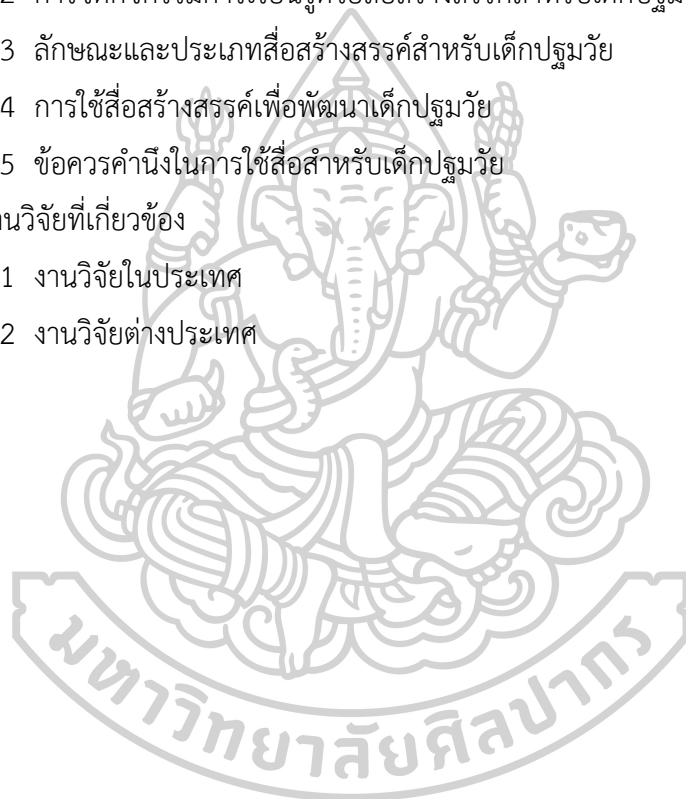 3 ลักษณะและประเภทสื่อสร้างสรรค์สำหรับเด็กปฐมวัย
4 การใช้สื่อสร้างสรรค์เพื่อพัฒนาเด็กปฐมวัย
5 ข้อควรคำนึงในการใช้สื่อสำหรับเด็กปฐมวัย
านวิจัยที่เกี่ยวข้อง
1 งานวิจัยในประเทศ
2 งานวิจัยต่างประเทศ
มหาวิทยาลัยศิลปากร